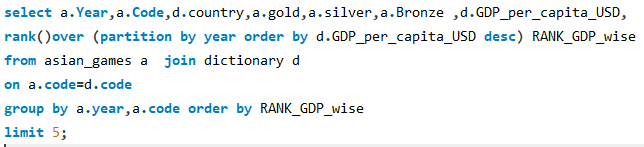 select a.Year,a.Code,d.country,a.gold,a.silver,a.Bronze ,d.GDP_per_capita_USD,
rank()over (partition by year order by d.GDP_per_capita_USD desc) RANK_GDP_wise
from asian_games a  join dictionary d
on a.code=d.code
group by a.year,a.code order by RANK_GDP_wise
limit 5;